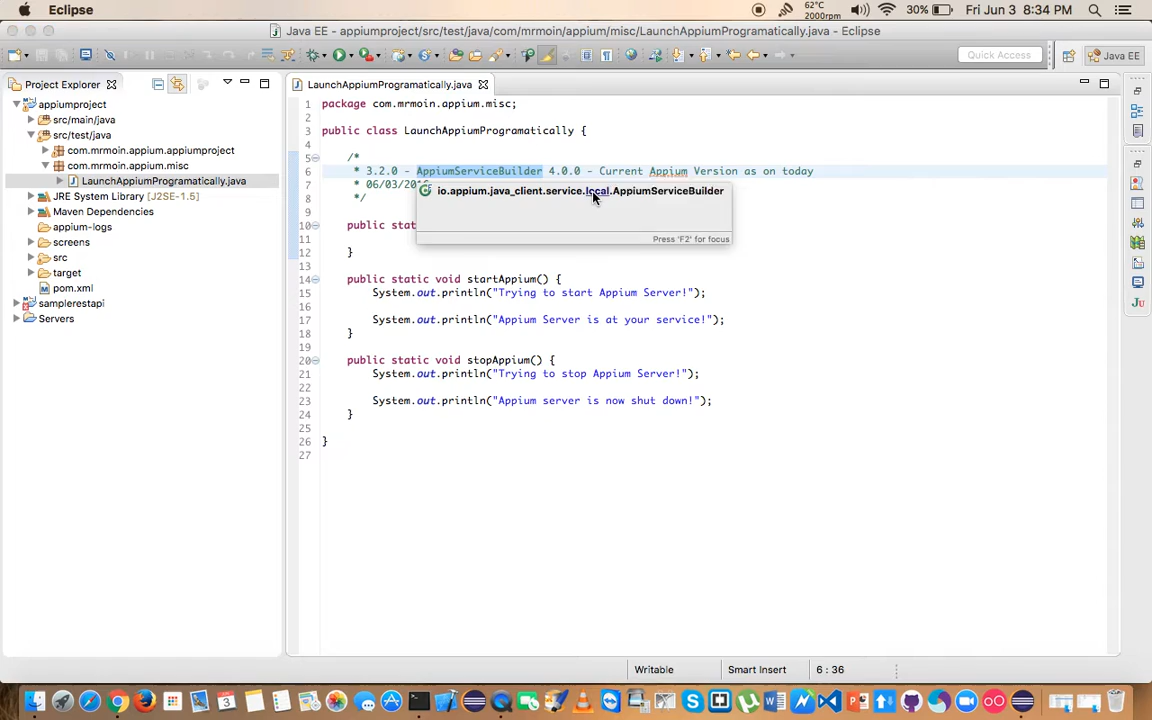 Eclipse
62°C
2000rpm
30%
Fri Jun 3 8:34 PM
Java EE - appiumproject/src/test/java/com/mrmoin/appium/misc/LaunchAppiumProgramatically.java - Eclipse
Quick Access
Java EE
Project Explorer
appiumproject
src/main/java
src/test/java
com.mrmoin.appium.appiumproject
com.mrmoin.appium.misc
LaunchAppiumProgramatically.java
JRE System Library [J2SE-1.5]
Maven Dependencies
appium-logs
screens
src
target
pom.xml
samplerestapi
Servers
LaunchAppiumProgramatically.java
1 package com.mrmoin.appium.misc;
2
3 public class LaunchAppiumProgramatically {
4
5 /*
6 * 3.2.0 - AppiumServiceBuilder 4.0.0 - Current Appium Version as on today
7 * 06/03/2016
io.appium.java_client.service.local.AppiumServiceBuilder
8 */
9
10 public stat
Press 'F2' for focus
11
12 }
13
14 public static void startAppium() {
15 System.out.println("Trying to start Appium Server!");
16
17 System.out.println("Appium Server is at your service!");
18 }
19
20 public static void stopAppium() {
21 System.out.println("Trying to stop Appium Server!");
22
23 System.out.println("Appium server is now shut down!");
24 }
25
26 }
27
Writable
Smart Insert
6 : 36